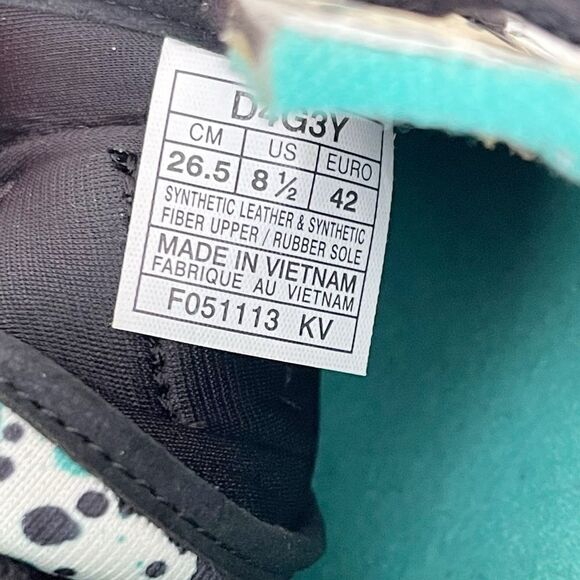 D4G3Y
CM US EURO
26.5 8 1/2 42
SYNTHETIC LEATHER & SYNTHETIC
FIBER UPPER / RUBBER SOLE
MADE IN VIETNAM
FABRIQUE AU VIETNAM
F051113 KV